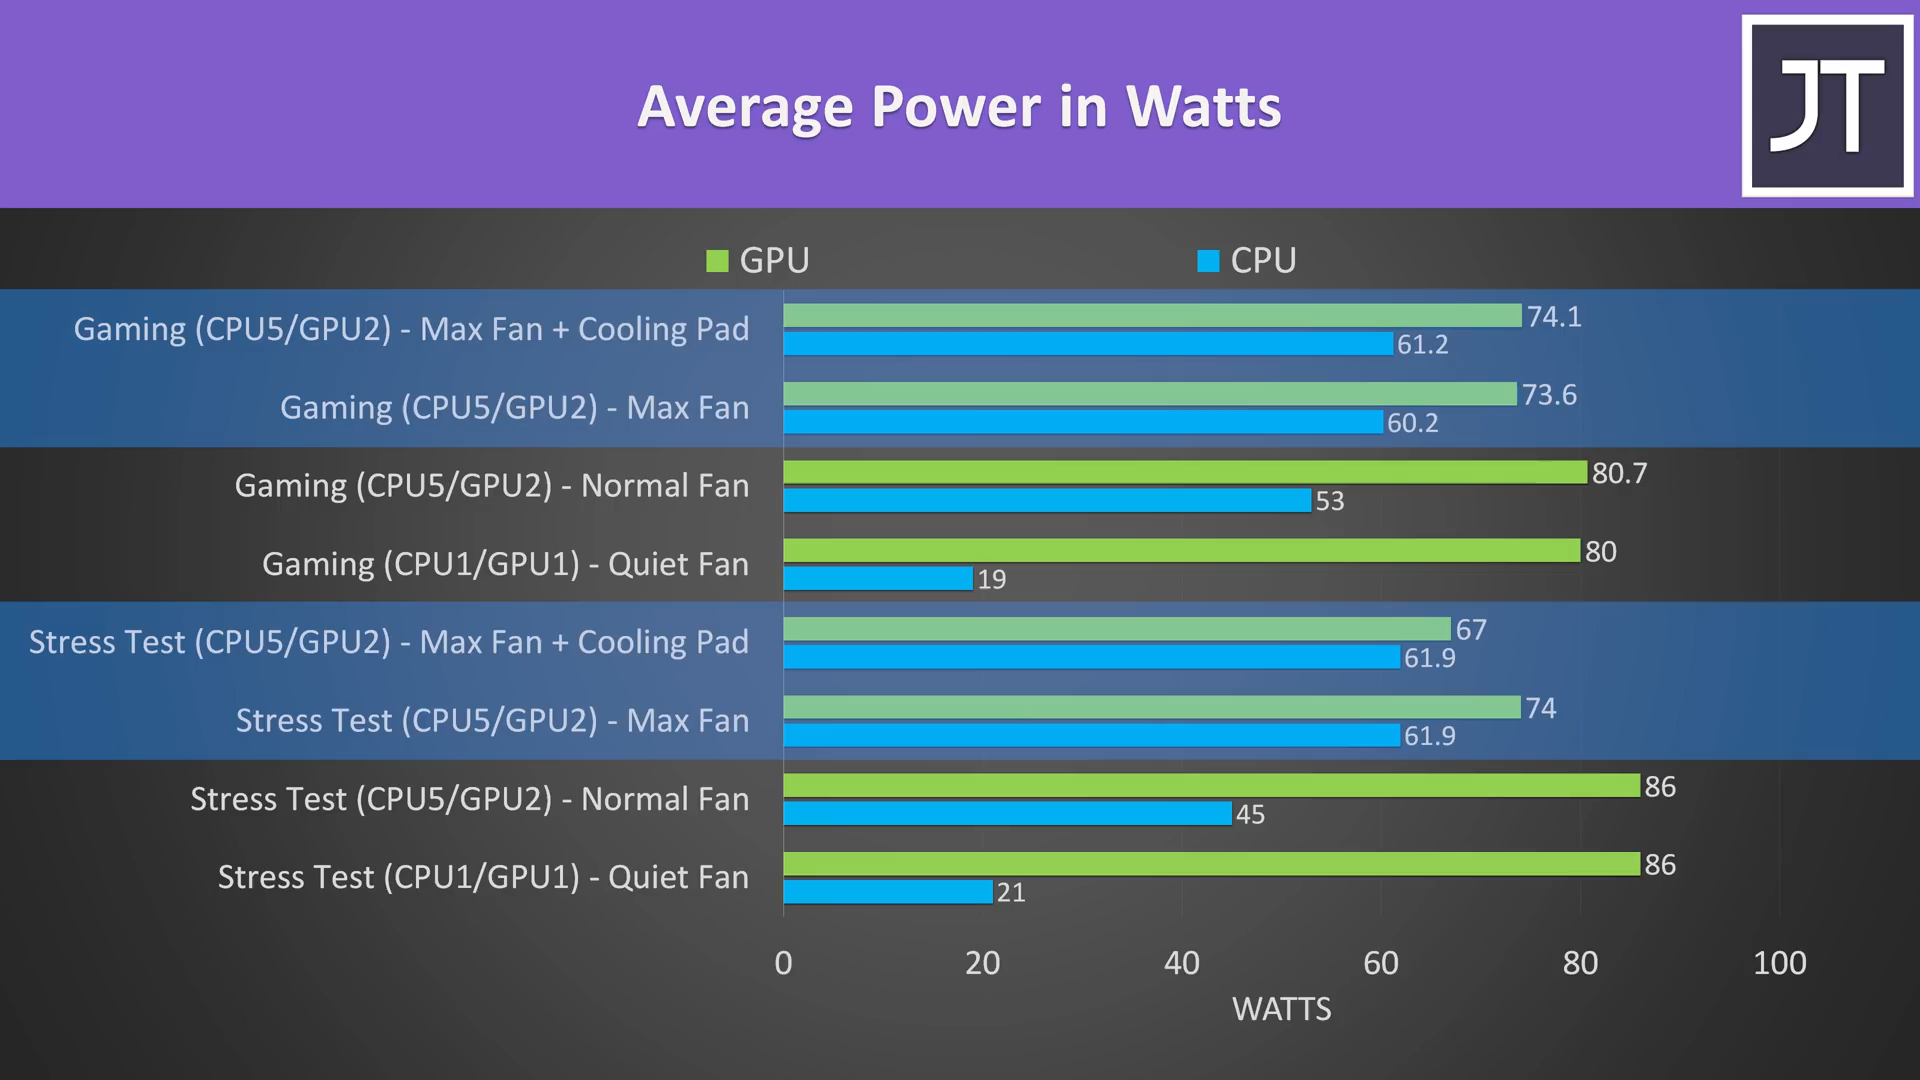 Average Power in Watts
JT
GPU
CPU
Gaming (CPU5/GPU2) - Max Fan + Cooling Pad
74.1
61.2
Gaming (CPU5/GPU2) - Max Fan
73.6
60.2
Gaming (CPU5/GPU2) - Normal Fan
80.7
53
Gaming (CPU1/GPU1) - Quiet Fan
80
19
Stress Test (CPU5/GPU2) - Max Fan + Cooling Pad
67
61.9
Stress Test (CPU5/GPU2) - Max Fan
74
61.9
Stress Test (CPU5/GPU2) - Normal Fan
86
45
Stress Test (CPU1/GPU1) - Quiet Fan
86
21
0 20 40 60 80 100
WATTS